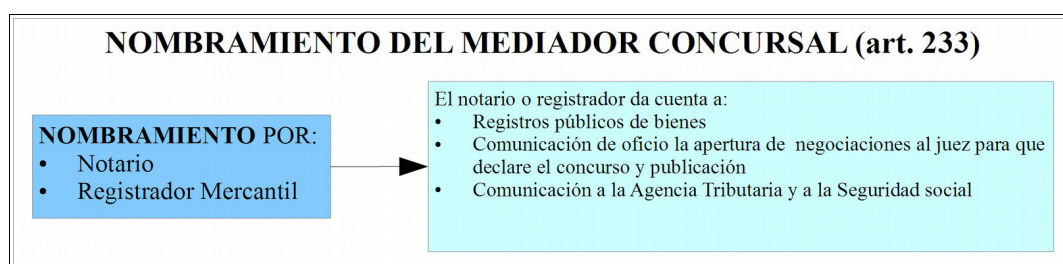 NOMBRAMIENTO DEL MEDIADOR CONCURSAL (art. 233)
NOMBRAMIENTO POR:
• Notario
• Registrador Mercantil
El notario o registrador da cuenta a:
• Registros públicos de bienes
• Comunicación de oficio la apertura de negociaciones al juez para que
declare el concurso y publicación
• Comunicación a la Agencia Tributaria y a la Seguridad social